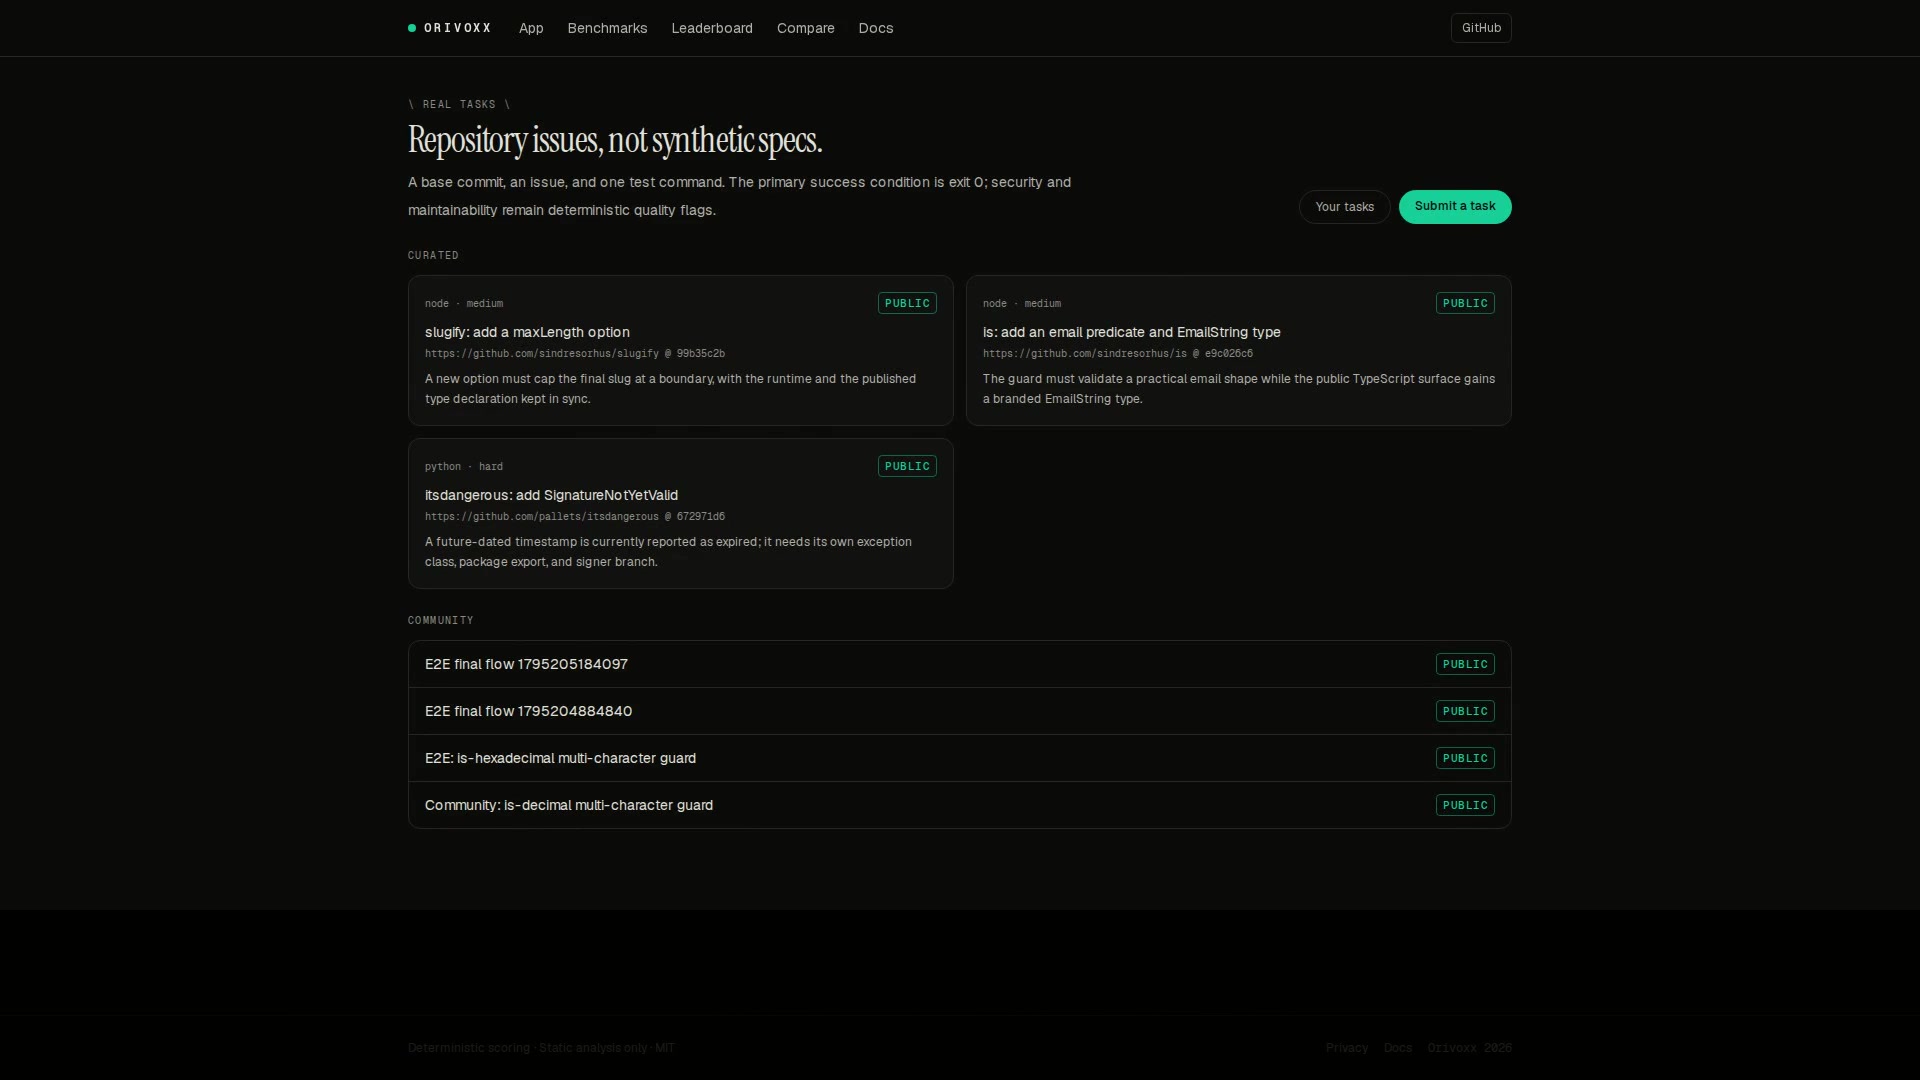 ORIVOXX App Benchmarks Leaderboard Compare Docs GitHub
\ REAL TASKS \
Repository issues, not synthetic specs.
A base commit, an issue, and one test command. The primary success condition is exit 0; security and
maintainability remain deterministic quality flags.
Your tasks Submit a task
CURATED
node · medium PUBLIC
slugify: add a maxLength option
https://github.com/sindresorhus/slugify @ 99b35c2b
A new option must cap the final slug at a boundary, with the runtime and the published
type declaration kept in sync.
node · medium PUBLIC
is: add an email predicate and EmailString type
https://github.com/sindresorhus/is @ e9c026c6
The guard must validate a practical email shape while the public TypeScript surface gains
a branded EmailString type.
python · hard PUBLIC
itsdangerous: add SignatureNotYetValid
https://github.com/pallets/itsdangerous @ 672971d6
A future-dated timestamp is currently reported as expired; it needs its own exception
class, package export, and signer branch.
COMMUNITY
E2E final flow 1795205184097 PUBLIC
E2E final flow 1795204884840 PUBLIC
E2E: is-hexadecimal multi-character guard PUBLIC
Community: is-decimal multi-character guard PUBLIC
Deterministic scoring · Static analysis only · MIT Privacy Docs Orivoxx 2026